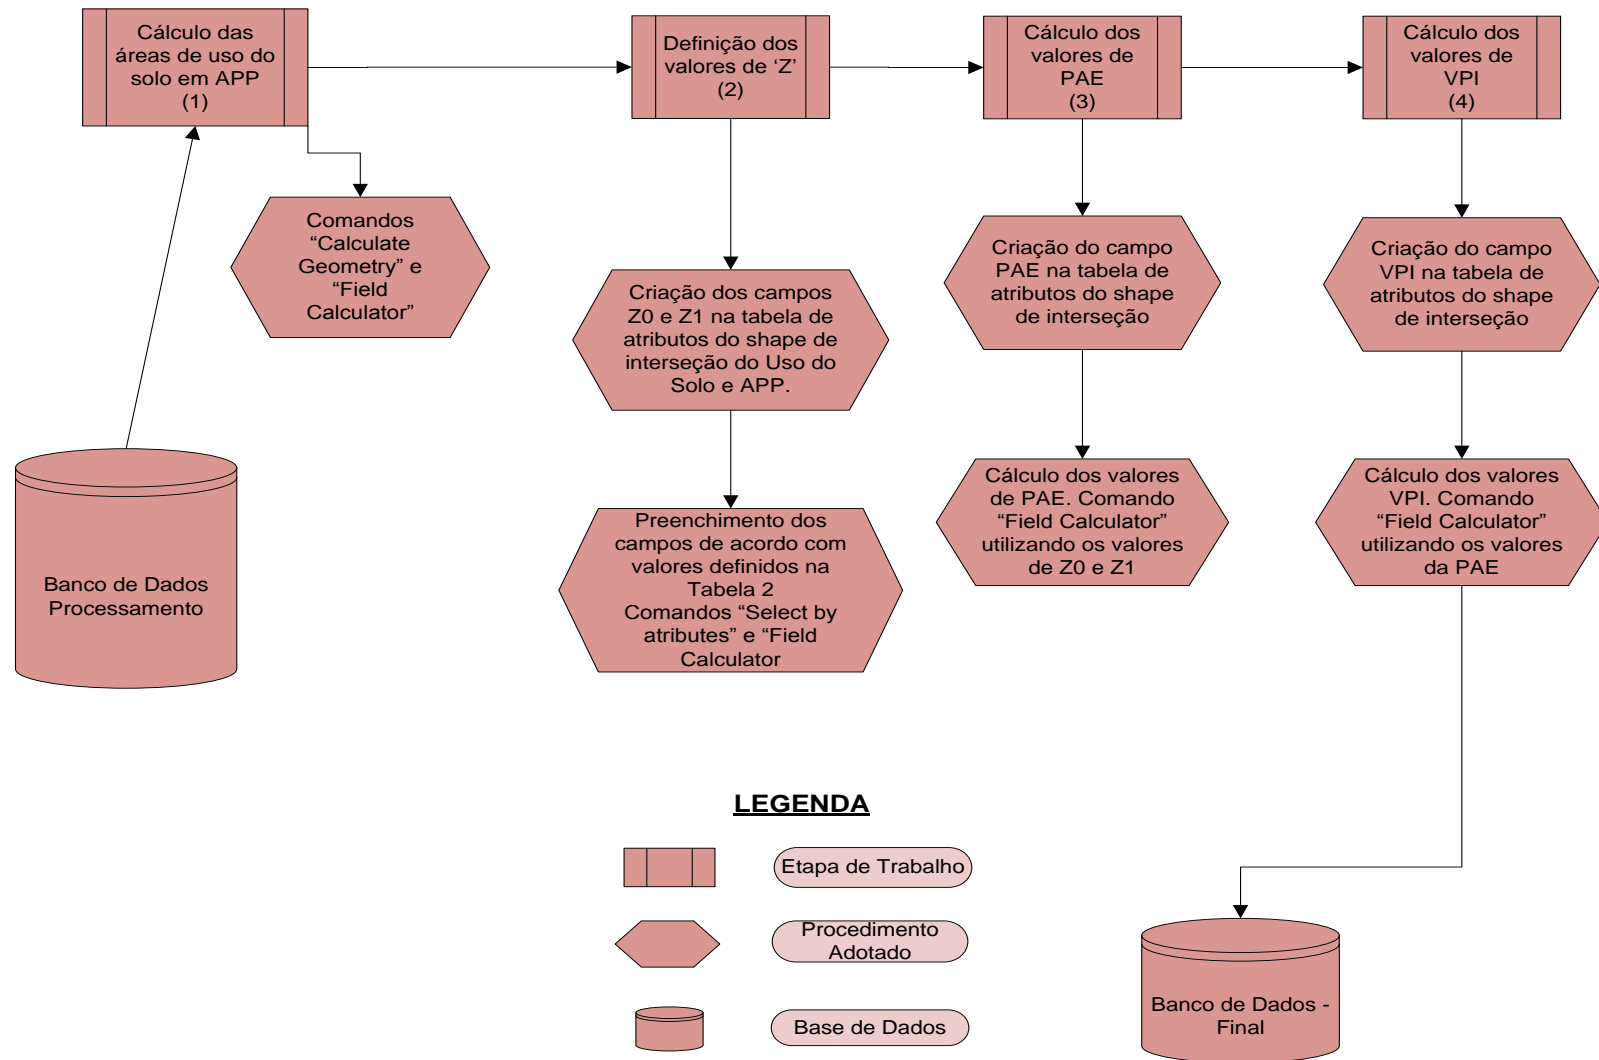 Cálculo das
áreas de uso do
solo em APP
(1)
Definição dos
valores de ‘Z’
(2)
Cálculo dos
valores de
PAE
(3)
Cálculo dos
valores de
VPI
(4)
Comandos
“Calculate
Geometry” e
“Field
Calculator”
Criação dos campos
Z0 e Z1 na tabela de
atributos do shape de
interseção do Uso do
Solo e APP.
Criação do campo
PAE na tabela de
atributos do shape
de interseção
Criação do campo
VPI na tabela de
atributos do shape
de interseção
Banco de Dados
Processamento
Preenchimento dos
campos de acordo com
valores definidos na
Tabela 2
Comandos “Select by
atributes” e “Field
Calculator
Cálculo dos valores
de PAE. Comando
“Field Calculator”
utilizando os valores
de Z0 e Z1
Cálculo dos valores
VPI. Comando
“Field Calculator”
utilizando os valores
da PAE
LEGENDA
Etapa de Trabalho
Procedimento
Adotado
Base de Dados
Banco de Dados -
Final